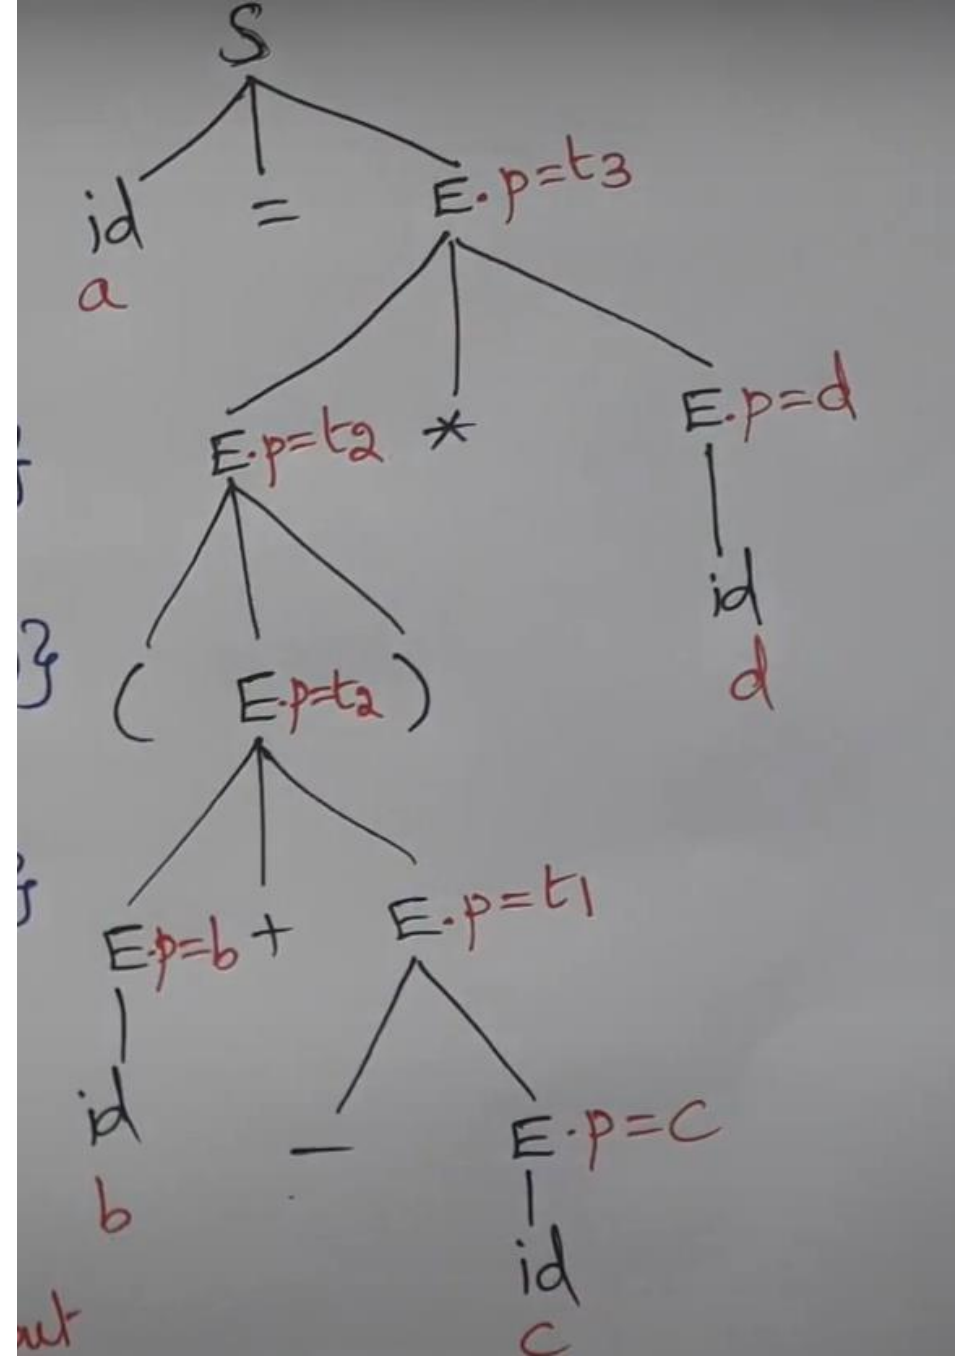 S
id = E.p=t3
a
E.p=t2 * E.p=d
}
id
d
}
( E.p=t2 )
}
E.p=b + E.p=t1
id
b
— E.p=c
id
c